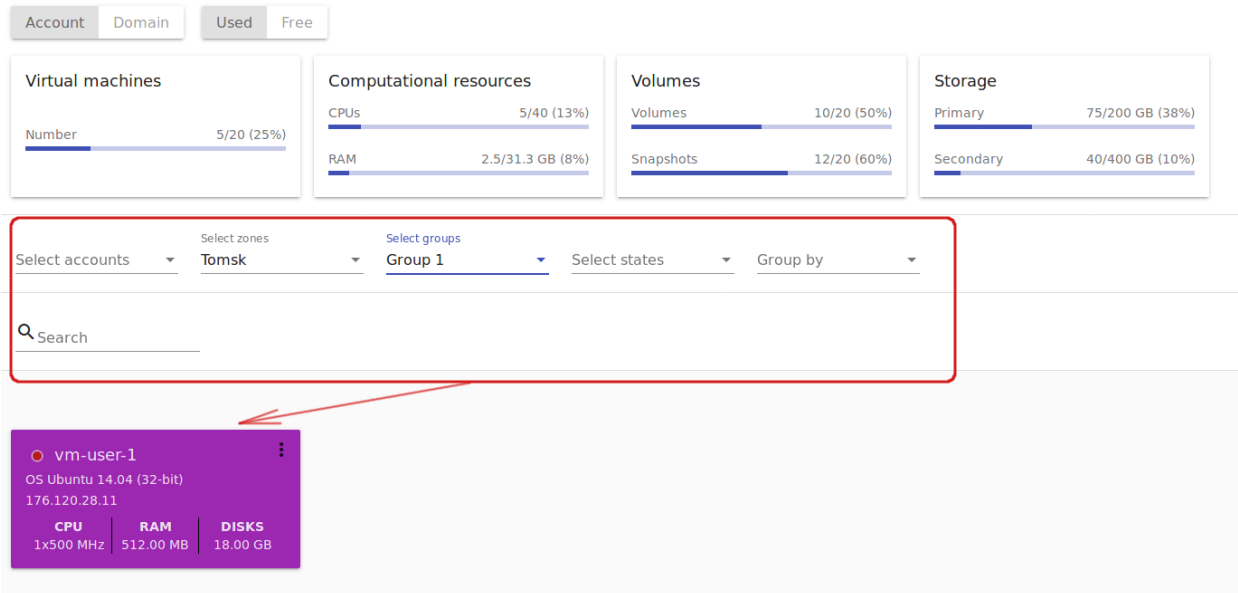 Account Domain Used Free
Virtual machines
Number 5/20 (25%)
Computational resources
CPUs 5/40 (13%)
RAM 2.5/31.3 GB (8%)
Volumes
Volumes 10/20 (50%)
Snapshots 12/20 (60%)
Storage
Primary 75/200 GB (38%)
Secondary 40/400 GB (10%)
Select accounts
Select zones
Tomsk
Select groups
Group 1
Select states
Group by
Search
vm-user-1
OS Ubuntu 14.04 (32-bit)
176.120.28.11
CPU RAM DISKS
1x500 MHz 512.00 MB 18.00 GB